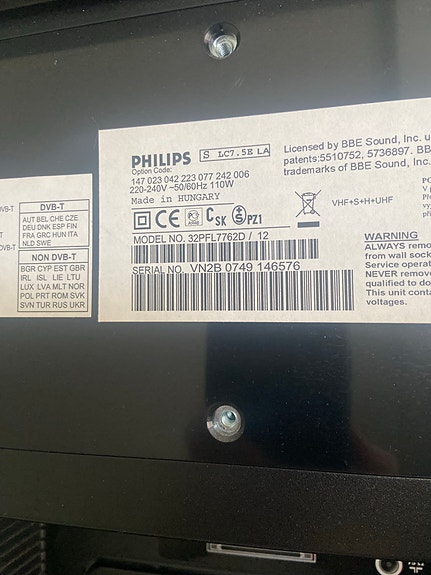 DVB-T
AUT BEL CHE CZE
DEU DNK ESP FIN
FRA GRC HUN ITA
NLD SWE
NON DVB-T
BGR CYP EST GBR
IRL ISL LIE LTU
LUX LVA MLT NOR
POL PRT ROM SVK
SVN TUR RUS UKR
PHILIPS S LC7.5E LA
Option Code:
147 023 042 223 077 242 006
220-240V ~50/60Hz 110W
Made in HUNGARY
CE CSK S PZ1
MODEL NO. 32PFL7762D / 12
SERIAL NO. VN2B 0749 146576
Licensed by BBE Sound, Inc. u
patents:5510752, 5736897. BB
trademarks of BBE Sound, Inc.
VHF+S+H+UHF
WARNING
ALWAYS remo
from wall sock
Service operat
NEVER remove
qualified to do
This unit conta
voltages.
75 Ω